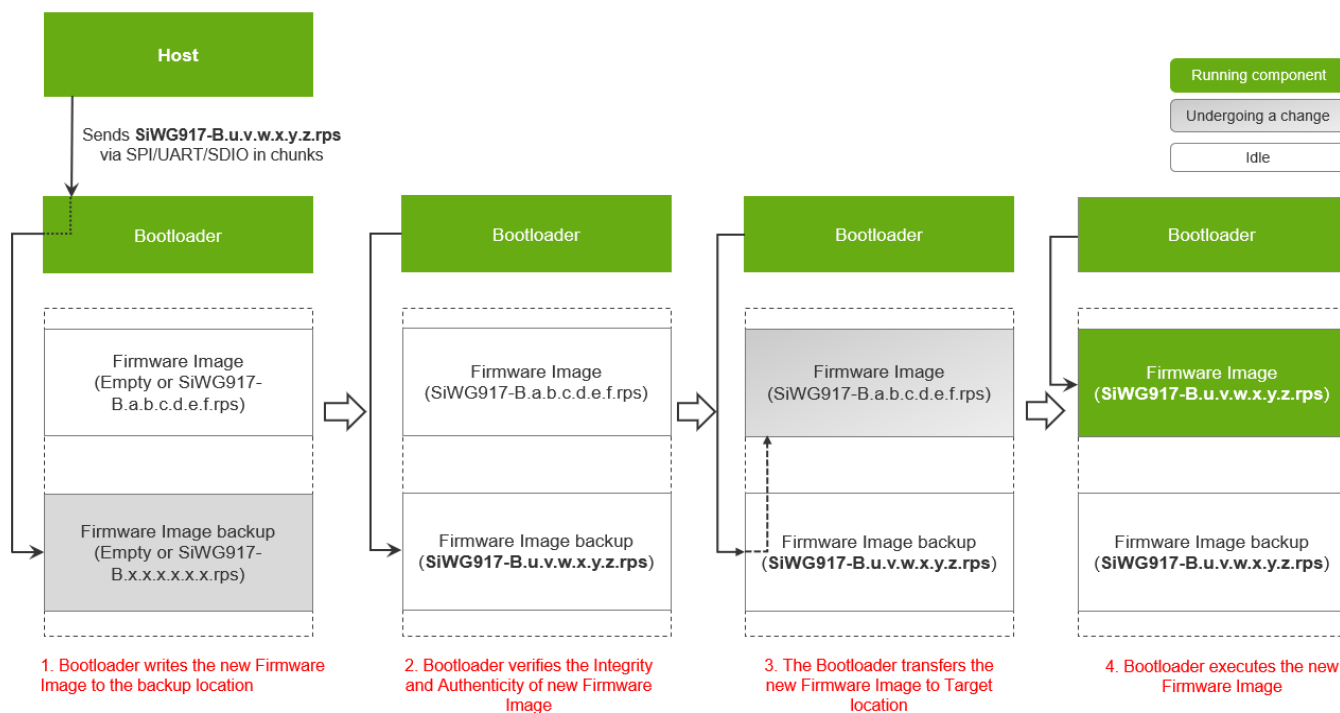 Host
Sends SiWG917-B.u.v.w.x.y.z.rps
via SPI/UART/SDIO in chunks
Running component
Undergoing a change
Idle
Bootloader
Firmware Image
(Empty or SiWG917-
B.a.b.c.d.e.f.rps)
Firmware Image backup
(Empty or SiWG917-
B.x.x.x.x.x.x.rps)
1. Bootloader writes the new Firmware
Image to the backup location
Bootloader
Firmware Image
(SiWG917-B.a.b.c.d.e.f.rps)
Firmware Image backup
(SiWG917-B.u.v.w.x.y.z.rps)
2. Bootloader verifies the Integrity
and Authenticity of new Firmware
Image
Bootloader
Firmware Image
(SiWG917-B.a.b.c.d.e.f.rps)
Firmware Image backup
(SiWG917-B.u.v.w.x.y.z.rps)
3. The Bootloader transfers the
new Firmware Image to Target
location
Bootloader
Firmware Image
(SiWG917-B.u.v.w.x.y.z.rps)
Firmware Image backup
(SiWG917-B.u.v.w.x.y.z.rps)
4. Bootloader executes the new
Firmware Image